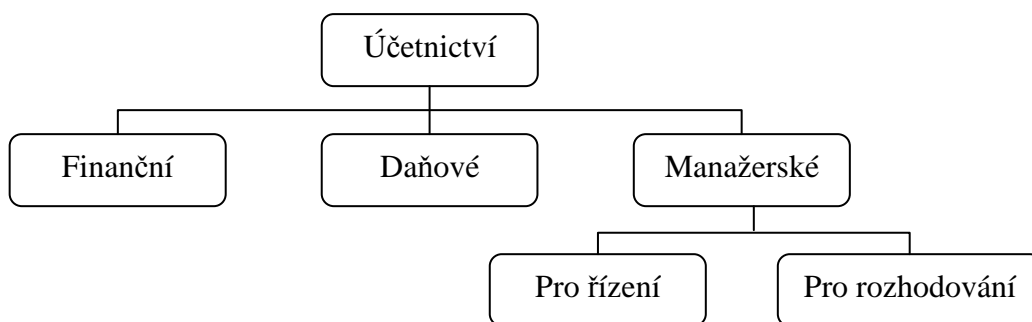 Účetnictví
Finanční
Daňové
Manažerské
Pro řízení
Pro rozhodování